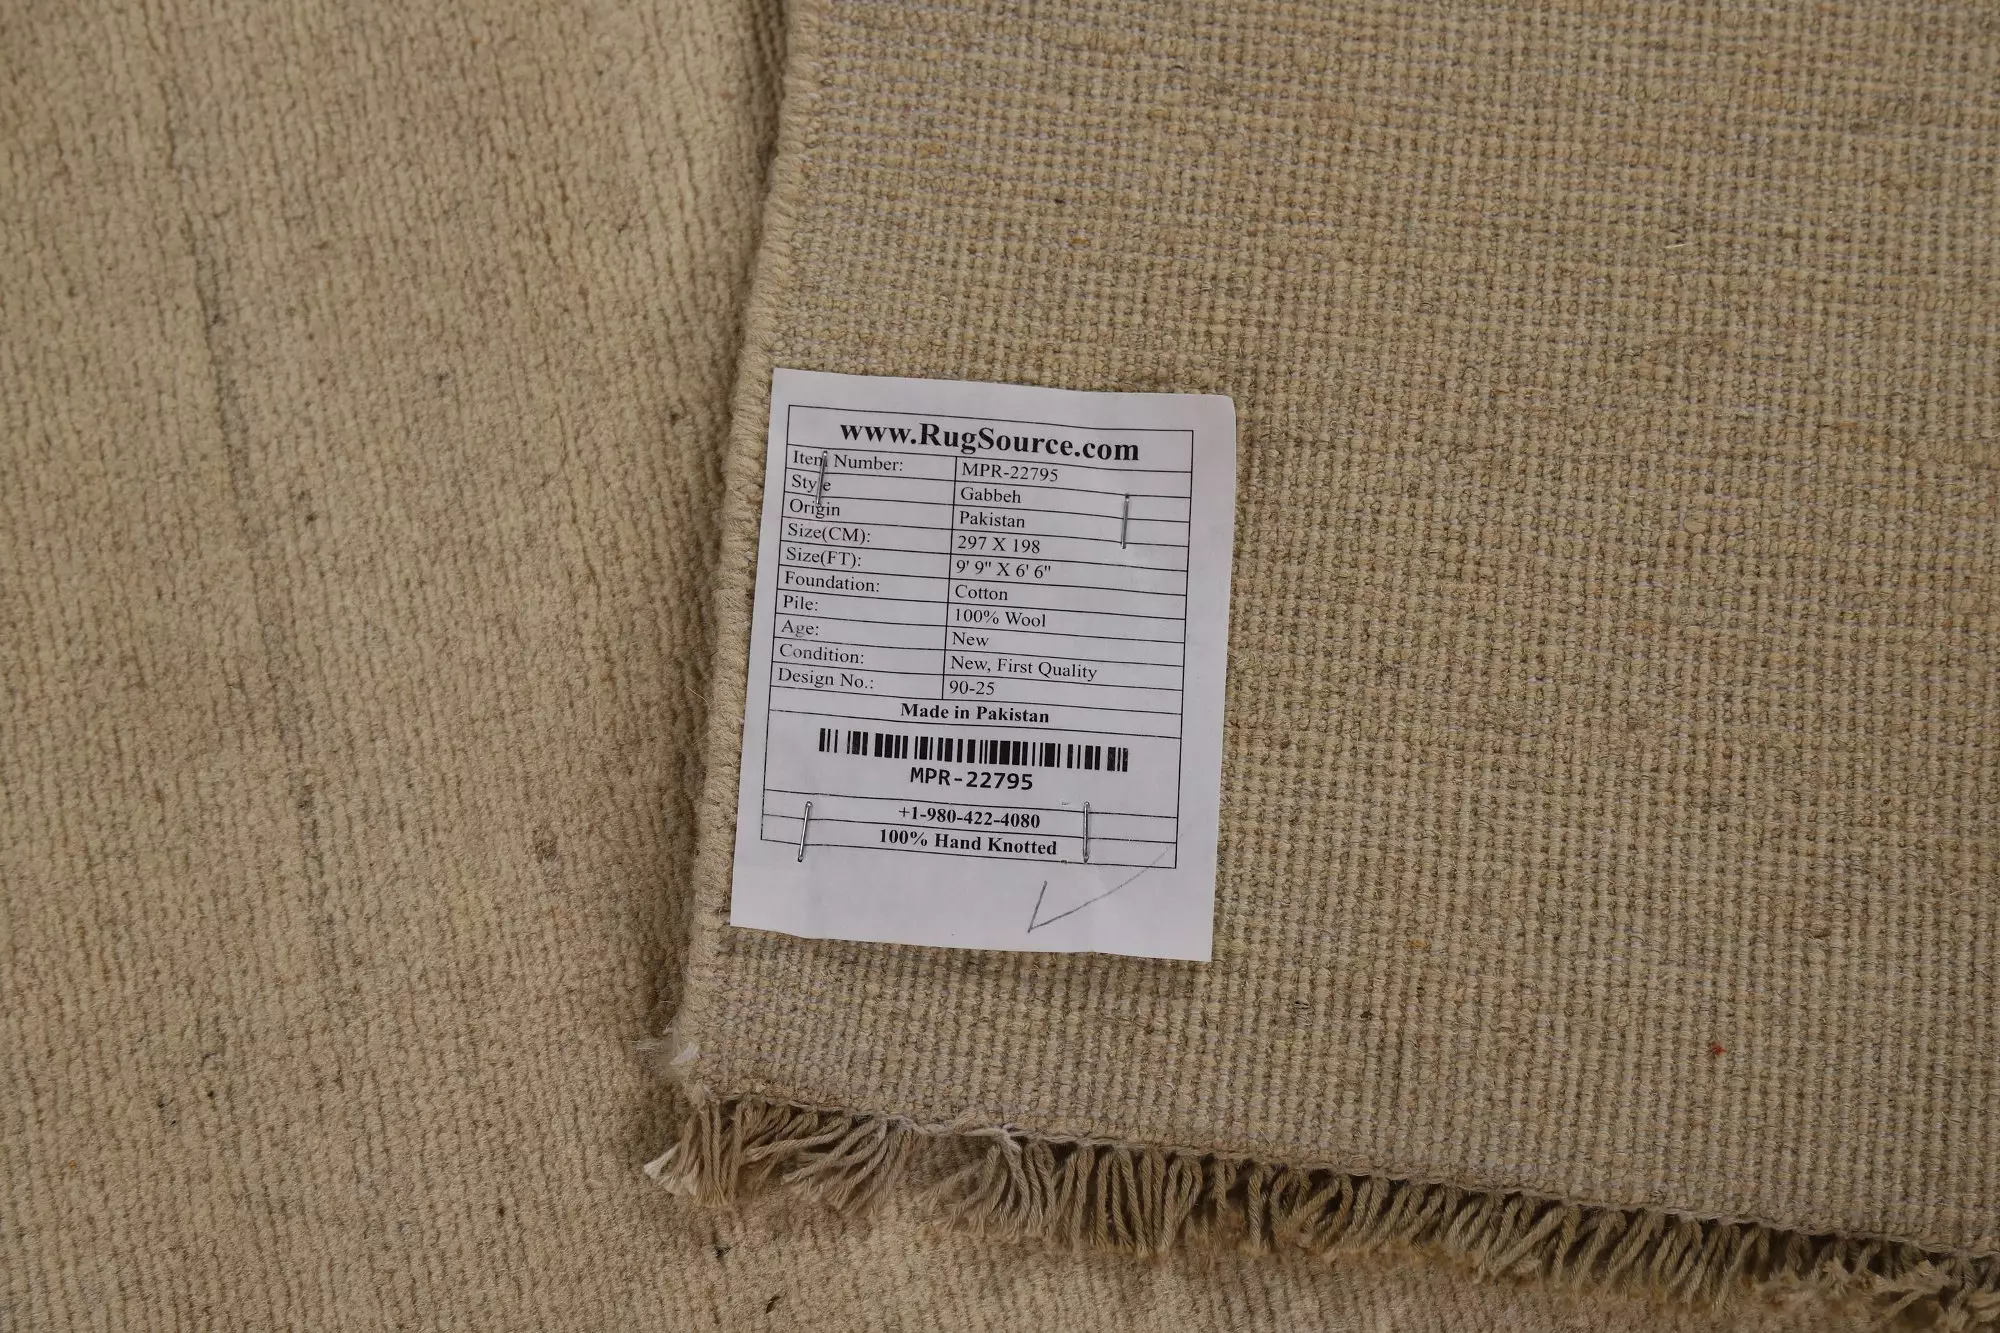 www.RugSource.com
Item Number: MPR-22795
Style Gabbeh
Origin Pakistan
Size(CM): 297 X 198
Size(FT): 9' 9" X 6' 6"
Foundation: Cotton
Pile: 100% Wool
Age: New
Condition: New, First Quality
Design No.: 90-25
Made in Pakistan
MPR-22795
+1-980-422-4080
100% Hand Knotted